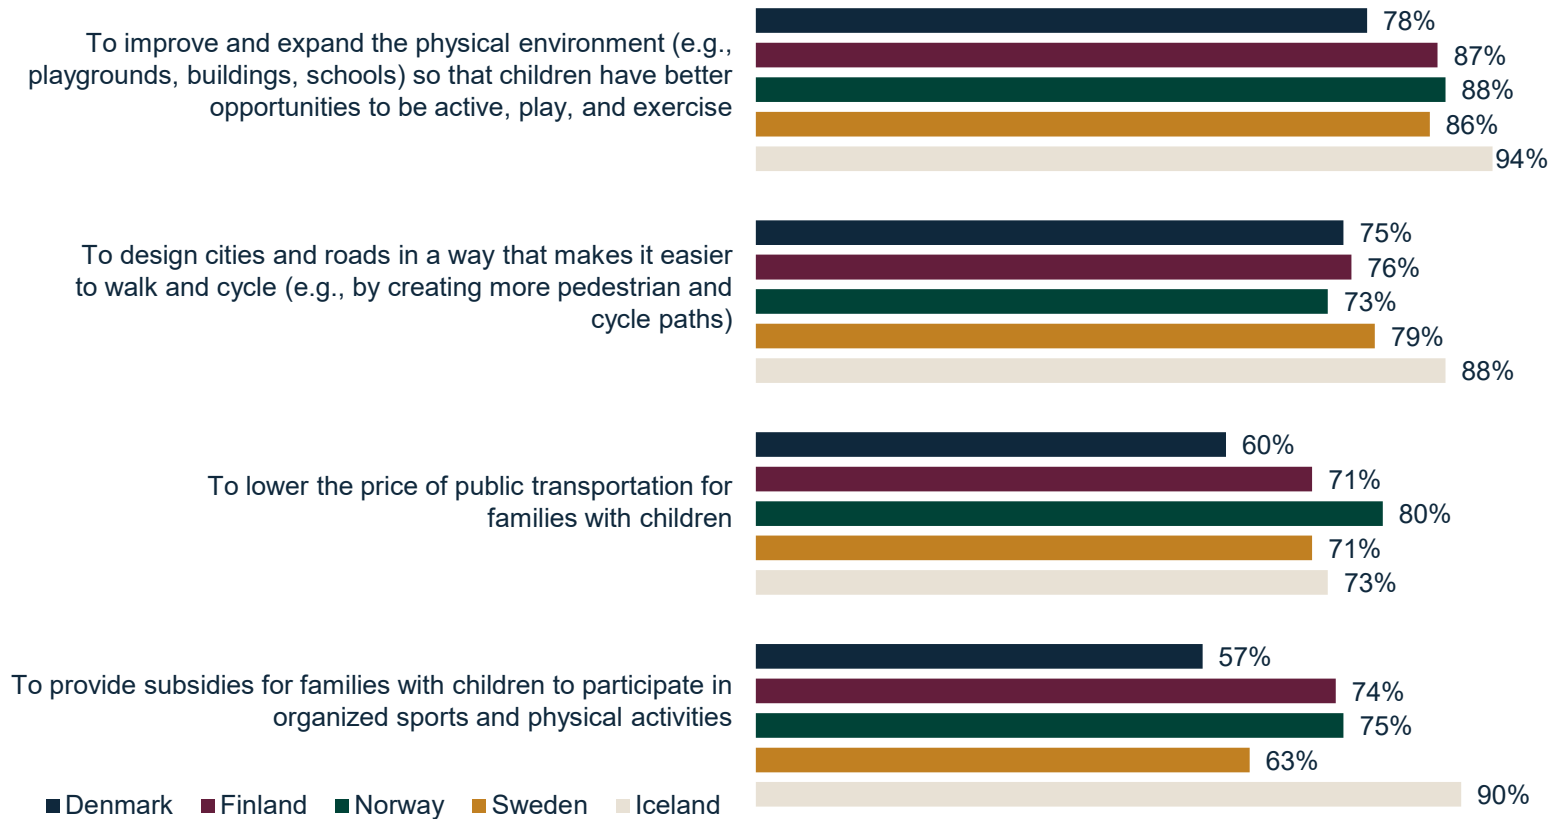 To improve and expand the physical environment (e.g.,
playgrounds, buildings, schools) so that children have better
opportunities to be active, play, and exercise
78%
87%
88%
86%
94%
To design cities and roads in a way that makes it easier
to walk and cycle (e.g., by creating more pedestrian and
cycle paths)
75%
76%
73%
79%
88%
To lower the price of public transportation for
families with children
60%
71%
80%
71%
73%
To provide subsidies for families with children to participate in
organized sports and physical activities
57%
74%
75%
63%
90%
Denmark Finland Norway Sweden Iceland